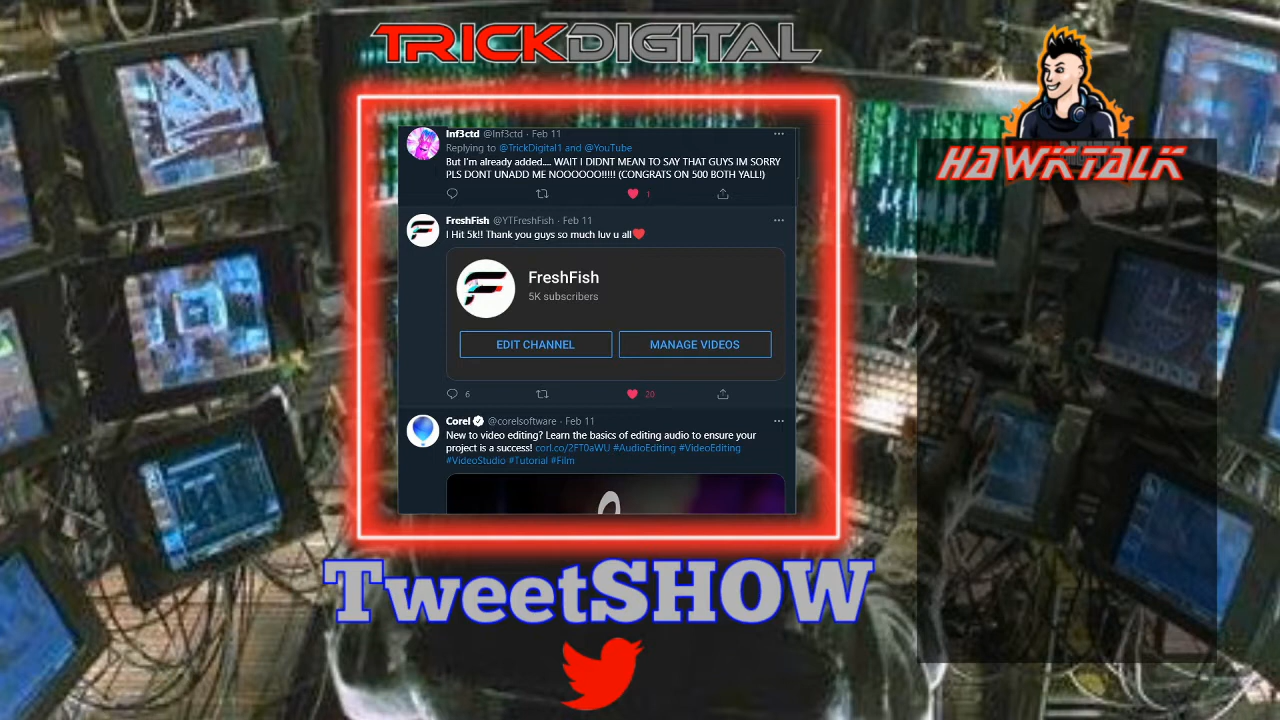 TRICKDIGITAL
HAWKTALK
Inf3ctd @Inf3ctd · Feb 11
Replying to @TrickDigital1 and @YouTube
But I'm already added.... WAIT I DIDNT MEAN TO SAY THAT GUYS IM SORRY
PLS DONT UNADD ME NOOOOOO!!!!! (CONGRATS ON 500 BOTH YALL!)
1
FreshFish @YTFreshFish · Feb 11
I Hit 5k!! Thank you guys so much luv u all❤️
FreshFish
5K subscribers
EDIT CHANNEL MANAGE VIDEOS
6 20
Corel @corelsoftware · Feb 11
New to video editing? Learn the basics of editing audio to ensure your
project is a success! corl.co/2FT0aWU #AudioEditing #VideoEditing
#VideoStudio #Tutorial #Film
TweetSHOW